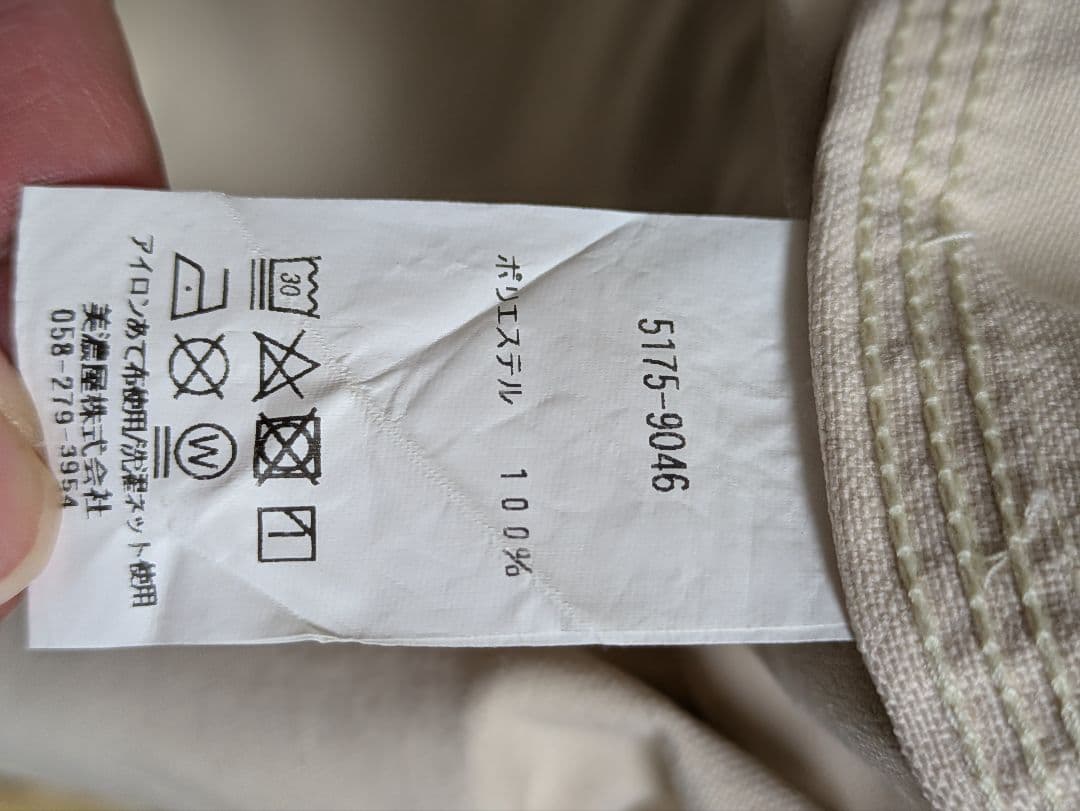 5175-9046
ポリエステル 100%
30
W
アイロンあて布使用/洗濯ネット使用
美濃屋株式会社
058-279-3954